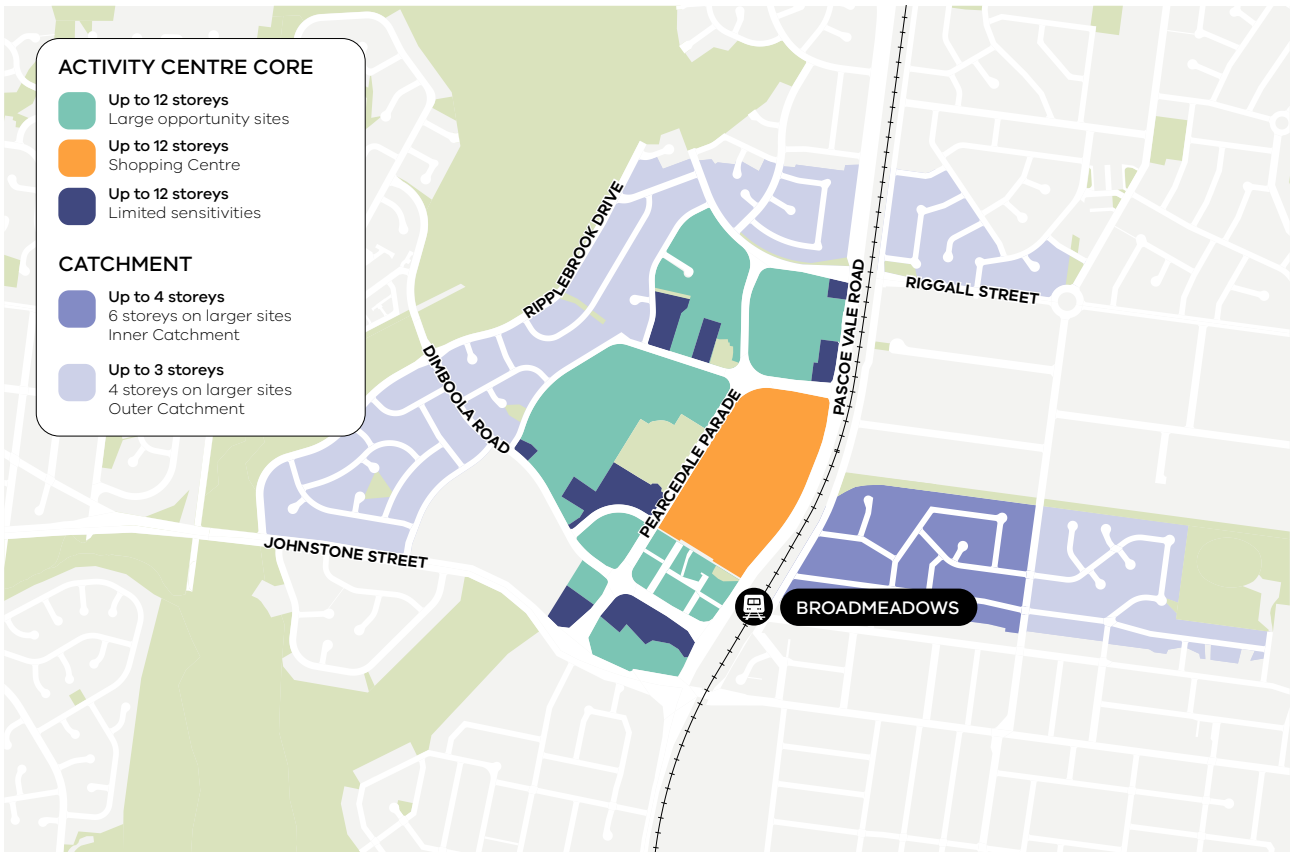 ACTIVITY CENTRE CORE
Up to 12 storeys
Large opportunity sites
Up to 12 storeys
Shopping Centre
Up to 12 storeys
Limited sensitivities
CATCHMENT
Up to 4 storeys
6 storeys on larger sites
Inner Catchment
Up to 3 storeys
4 storeys on larger sites
Outer Catchment
RIPPLEBROOK DRIVE
DIMBOOLA ROAD
JOHNSTONE STREET
PEARCEDALE PARADE
PASCOE VALE ROAD
RIGGALL STREET
BROADMEADOWS